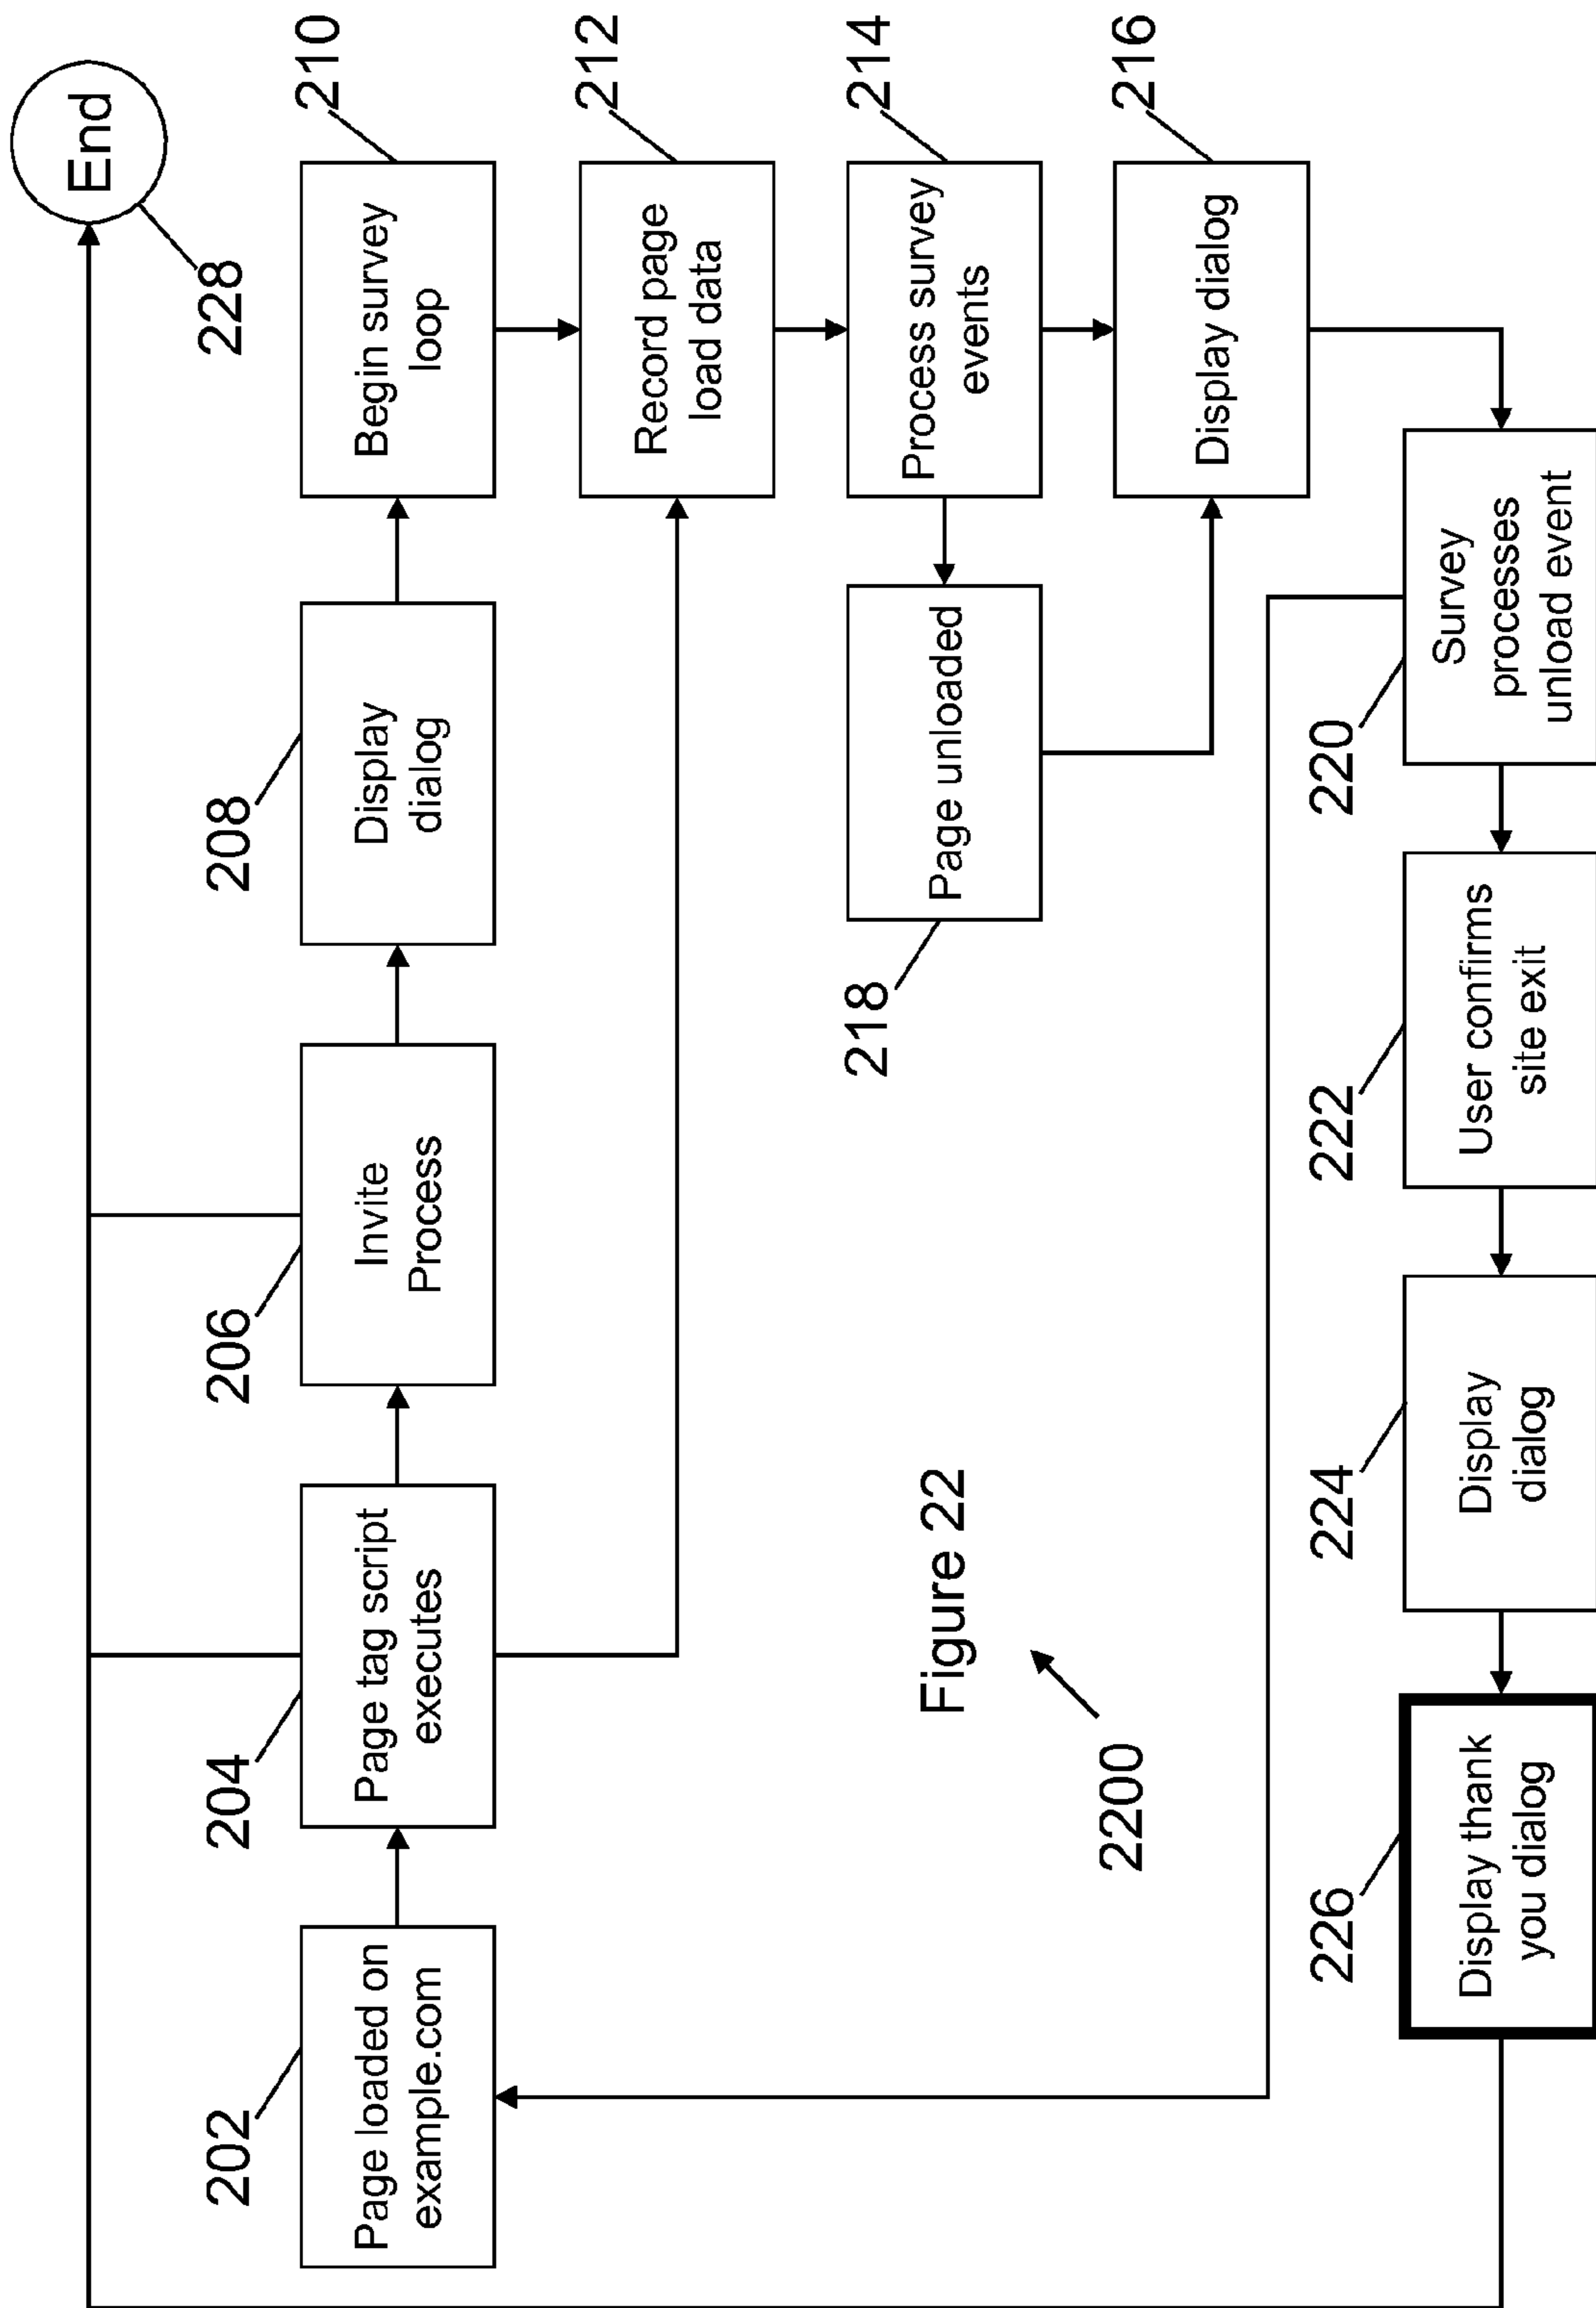 End
228
202
Page loaded on
example.com
204
Page tag script
executes
206
Invite
Process
208
Display
dialog
210
Begin survey
loop
212
Record page
load data
214
Process survey
events
218
Page unloaded
216
Display dialog
220
Survey
processes
unload event
222
User confirms
site exit
224
Display
dialog
226
Display thank
you dialog
Figure 22
2200